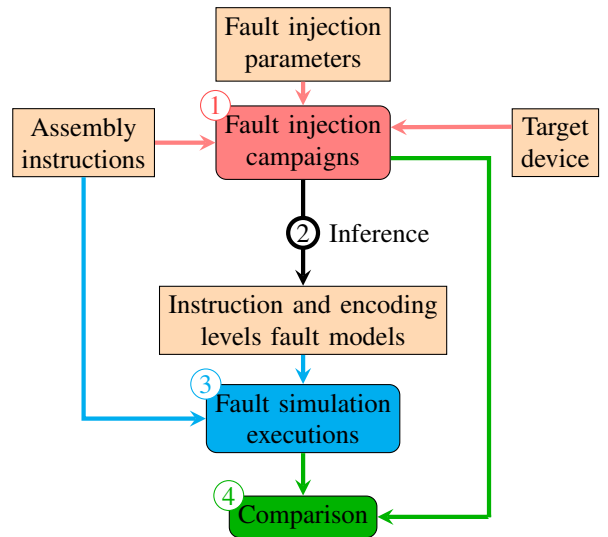 Fault injection
parameters
1
Fault injection
campaigns
Assembly
instructions
Target
device
2 Inference
Instruction and encoding
levels fault models
3
Fault simulation
executions
4
Comparison